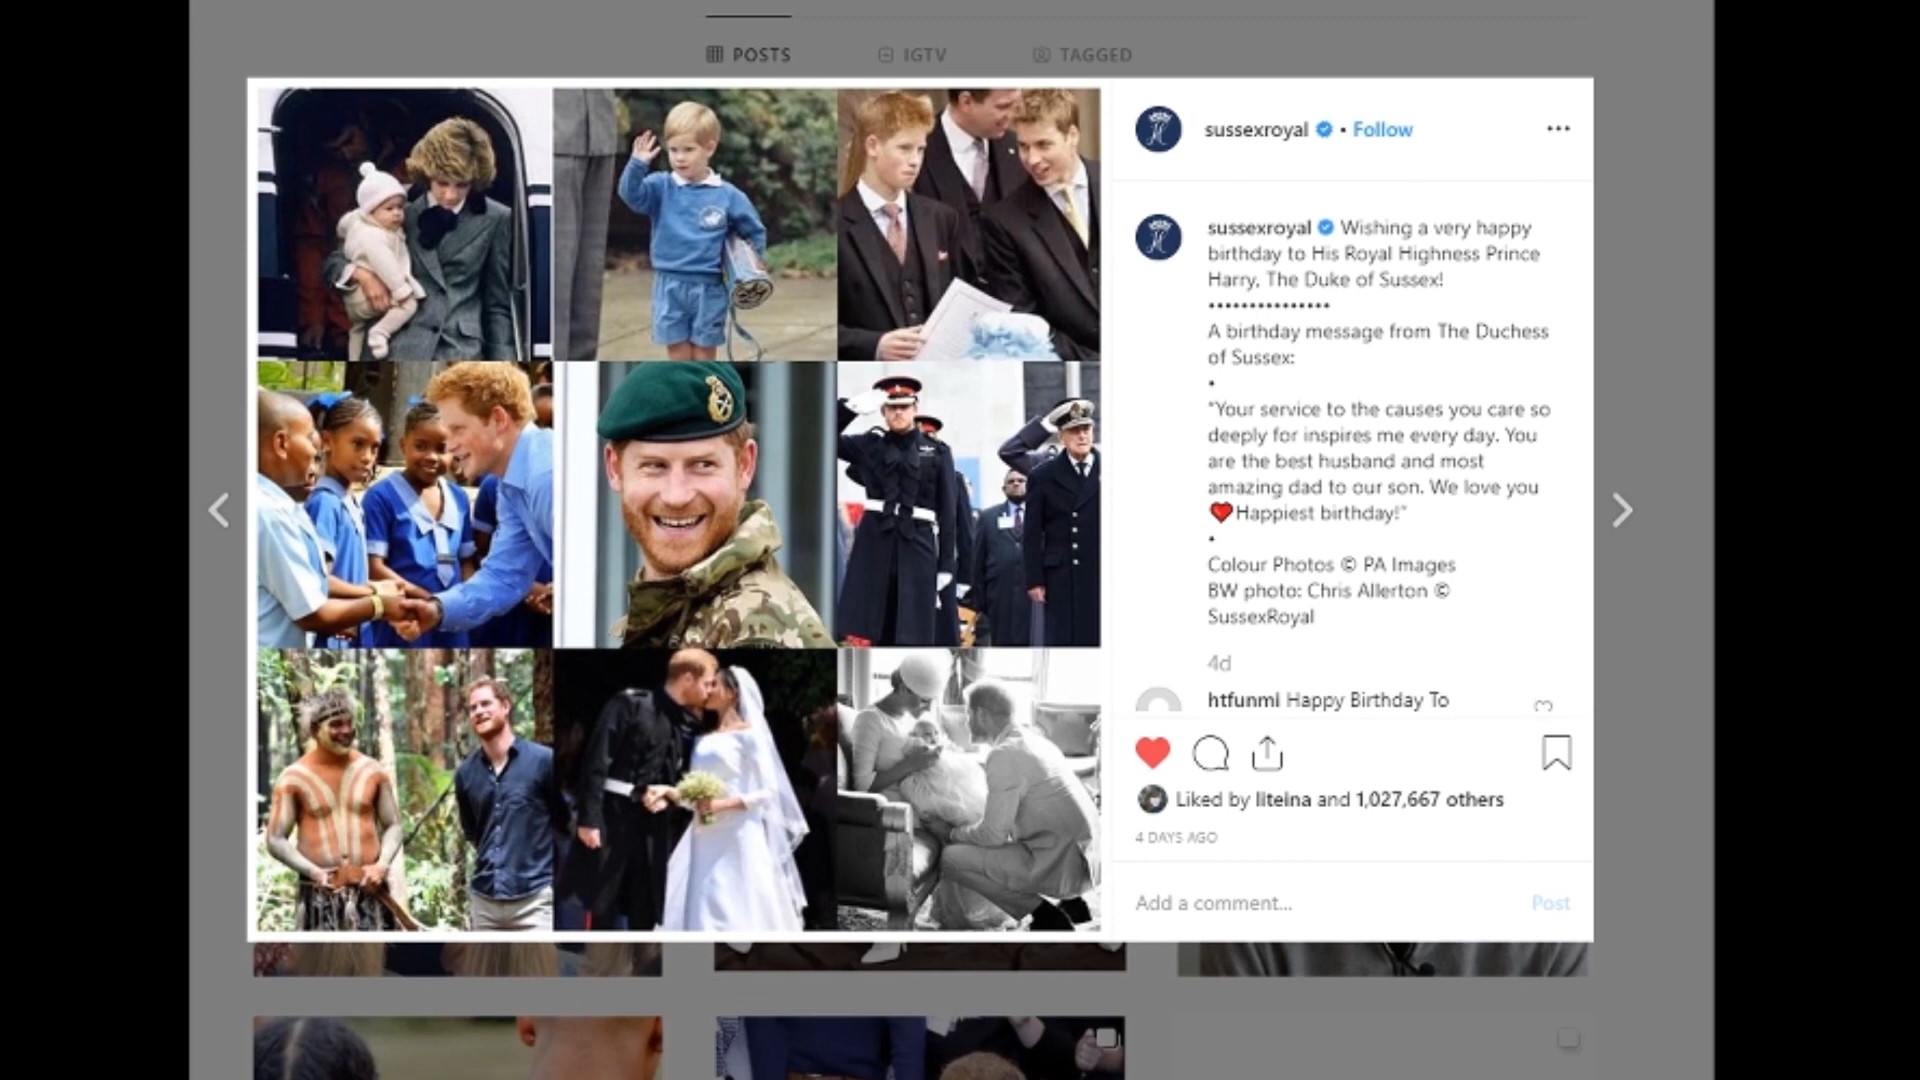 POSTS
IGTV
TAGGED
sussexroyal • Follow
sussexroyal Wishing a very happy
birthday to His Royal Highness Prince
Harry, The Duke of Sussex!
•••••••••••••••
A birthday message from The Duchess
of Sussex:
•
"Your service to the causes you care so
deeply for inspires me every day. You
are the best husband and most
amazing dad to our son. We love you
❤️Happiest birthday!"
•
Colour Photos © PA Images
BW photo: Chris Allerton ©
SussexRoyal
4d
htfunmi Happy Birthday To
Liked by liteina and 1,027,667 others
4 DAYS AGO
Add a comment...
Post